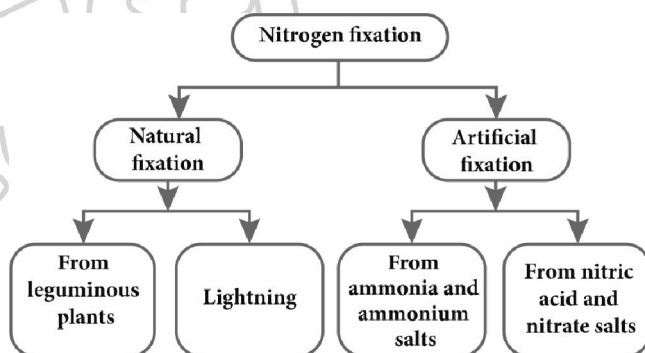 Nitrogen fixation
Natural
fixation
Artificial
fixation
From
leguminous
plants
Lightning
From
ammonia and
ammonium
salts
From nitric
acid and
nitrate salts